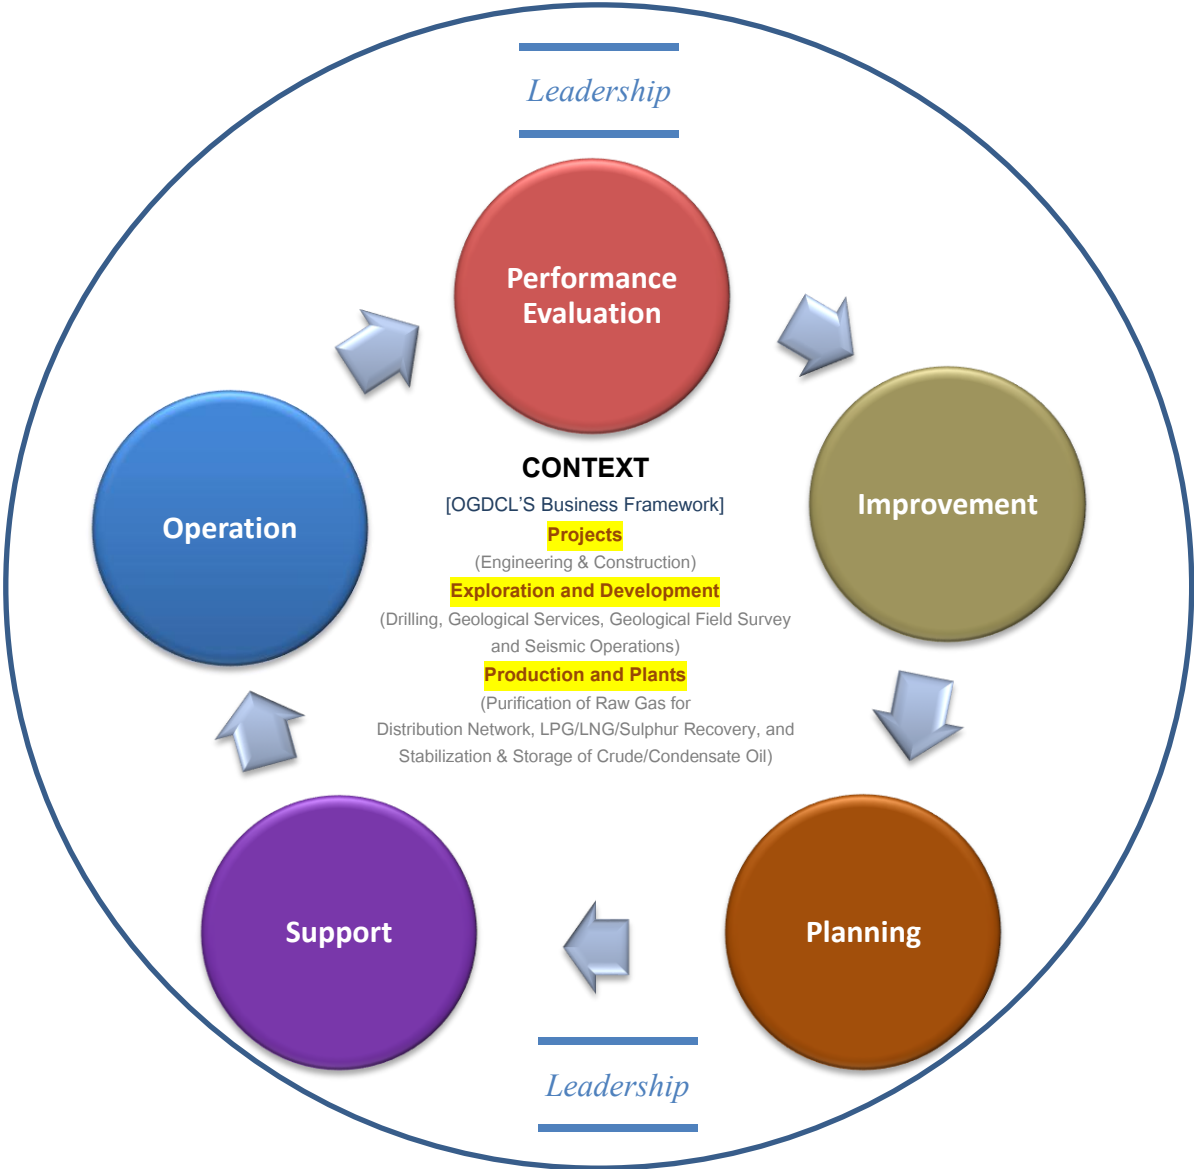 Leadership
Performance
Evaluation
Improvement
Operation
CONTEXT
[OGDCL'S Business Framework]
Projects
(Engineering & Construction)
Exploration and Development
(Drilling, Geological Services, Geological Field Survey
and Seismic Operations)
Production and Plants
(Purification of Raw Gas for
Distribution Network, LPG/LNG/Sulphur Recovery, and
Stabilization & Storage of Crude/Condensate Oil)
Support
Planning
Leadership